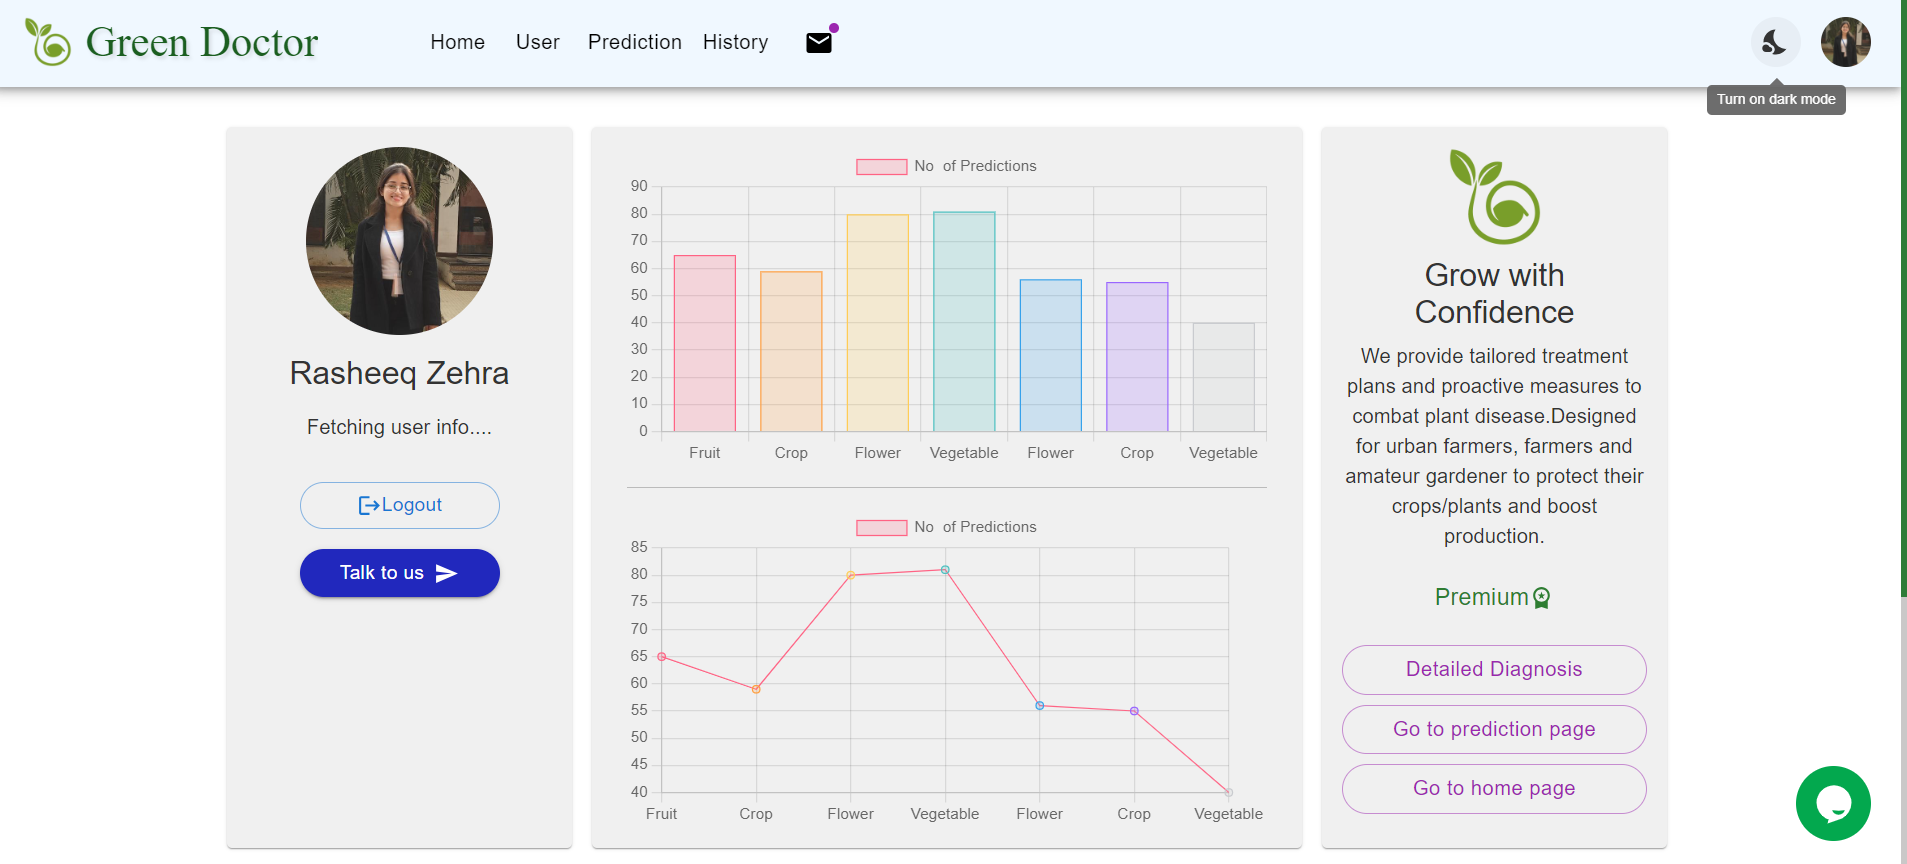 Green Doctor
Home User Prediction History
Turn on dark mode
Rasheeq Zehra
Fetching user info....
Logout
Talk to us
No of Predictions
90
80
70
60
50
40
30
20
10
0
Fruit Crop Flower Vegetable Flower Crop Vegetable
No of Predictions
85
80
75
70
65
60
55
50
45
40
Fruit Crop Flower Vegetable Flower Crop Vegetable
Grow with
Confidence
We provide tailored treatment
plans and proactive measures to
combat plant disease.Designed
for urban farmers, farmers and
amateur gardener to protect their
crops/plants and boost
production.
Premium
Detailed Diagnosis
Go to prediction page
Go to home page